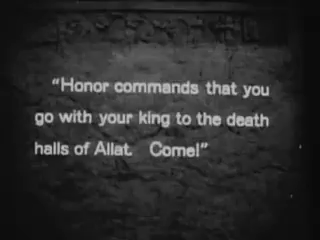 "Honor commands that you
go with your king to the death
halls of Allat. Come!"